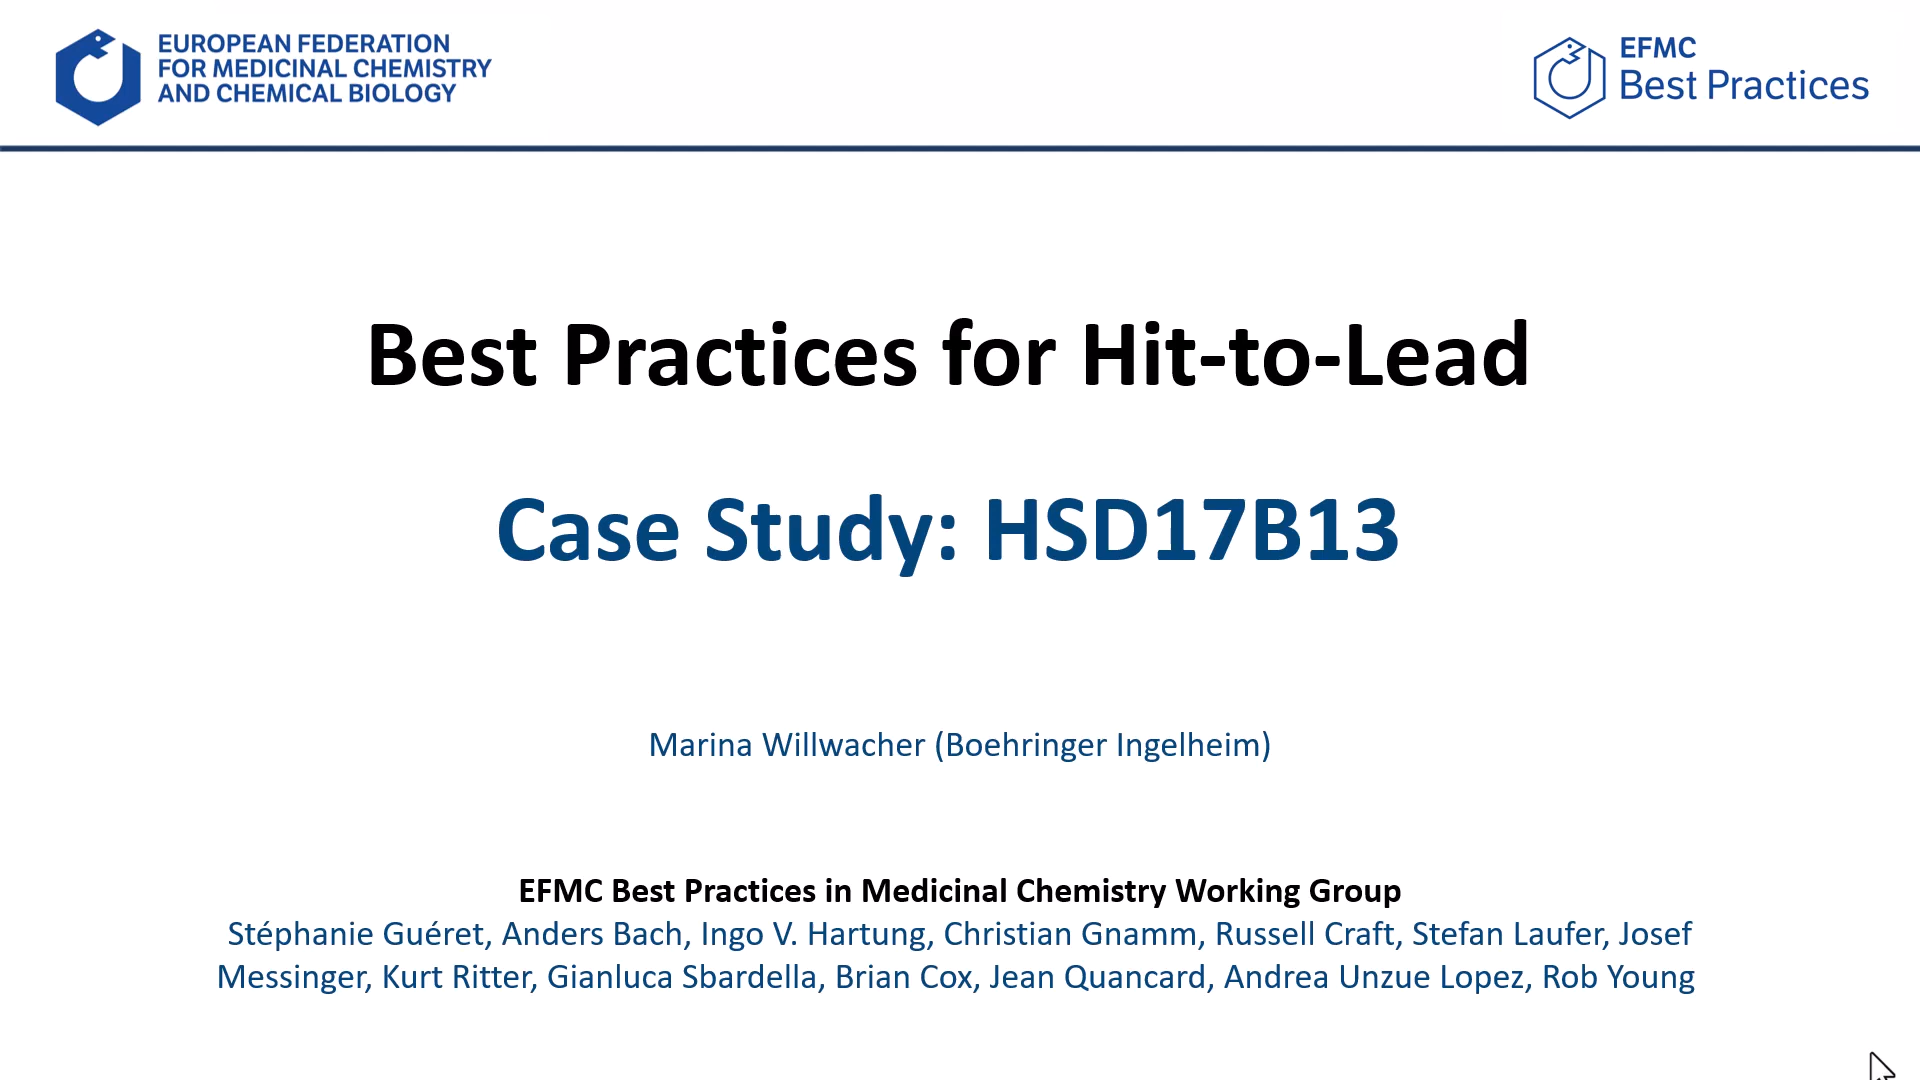 EUROPEAN FEDERATION
FOR MEDICINAL CHEMISTRY
AND CHEMICAL BIOLOGY
EFMC
Best Practices
Best Practices for Hit-to-Lead
Case Study: HSD17B13
Marina Willwacher (Boehringer Ingelheim)
EFMC Best Practices in Medicinal Chemistry Working Group
Stéphanie Guéret, Anders Bach, Ingo V. Hartung, Christian Gnamm, Russell Craft, Stefan Laufer, Josef
Messinger, Kurt Ritter, Gianluca Sbardella, Brian Cox, Jean Quancard, Andrea Unzue Lopez, Rob Young